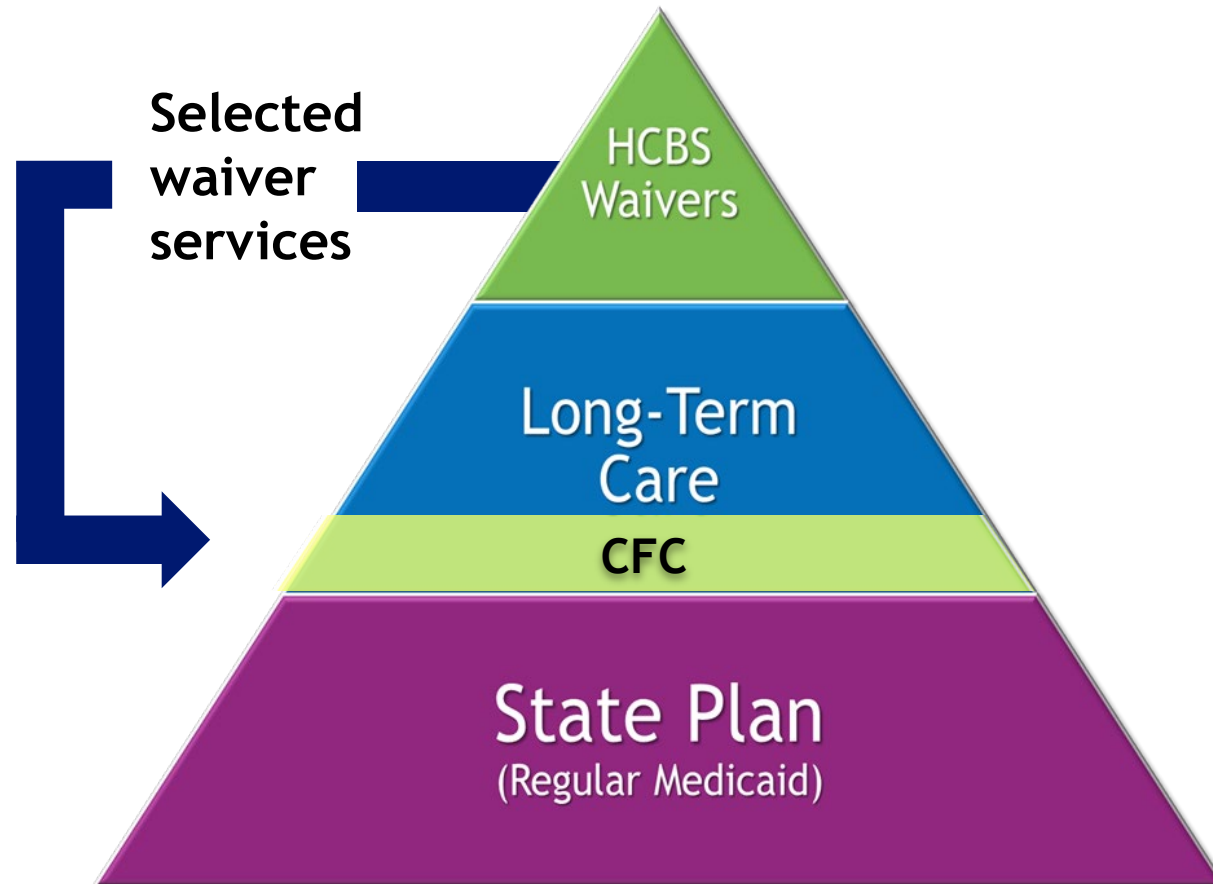 Selected
waiver
services
HCBS
Waivers
Long-Term
Care
CFC
State Plan
(Regular Medicaid)